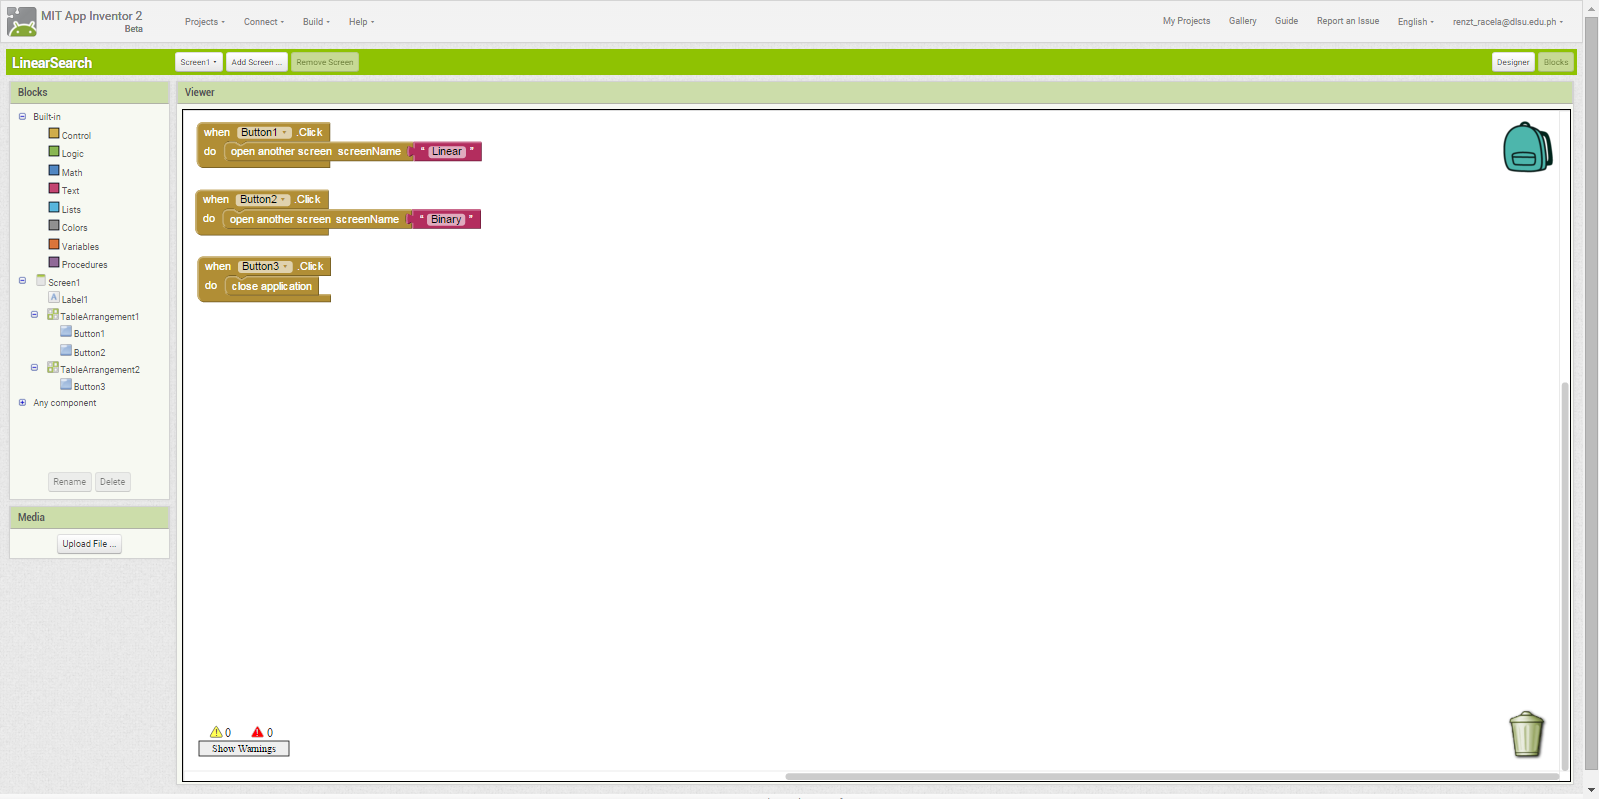 MIT App Inventor 2
Beta
Projects Connect Build Help My Projects Gallery Guide Report an Issue English renzt_racela@dlsu.edu.ph
LinearSearch Screen1 Add Screen ... Remove Screen Designer Blocks
Blocks
Built-in
Control
Logic
Math
Text
Lists
Colors
Variables
Procedures
Screen1
Label1
TableArrangement1
Button1
Button2
TableArrangement2
Button3
Any component
Rename Delete
Media
Upload File ...
Viewer
when Button1 .Click
do open another screen screenName “ Linear ”
when Button2 .Click
do open another screen screenName “ Binary ”
when Button3 .Click
do close application
0 0
Show Warnings